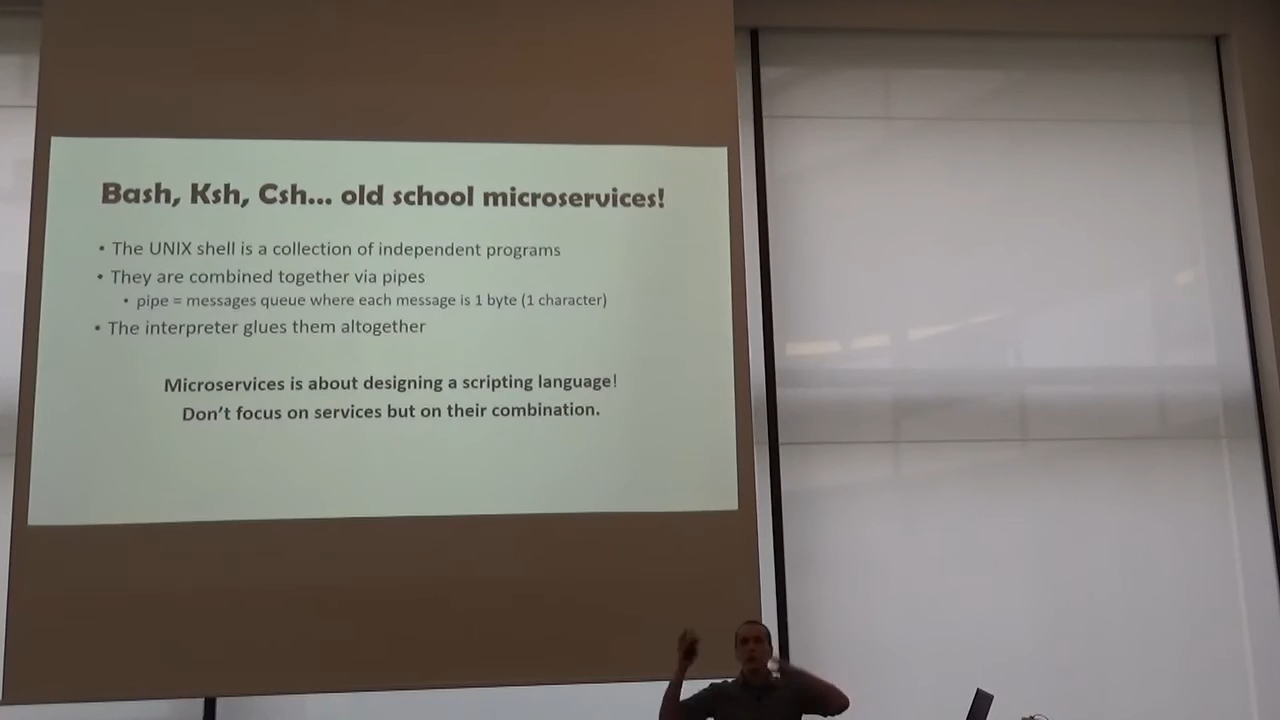 Bash, Ksh, Csh... old school microservices!
• The UNIX shell is a collection of independent programs
• They are combined together via pipes
• pipe = messages queue where each message is 1 byte (1 character)
• The interpreter glues them altogether
Microservices is about designing a scripting language!
Don't focus on services but on their combination.